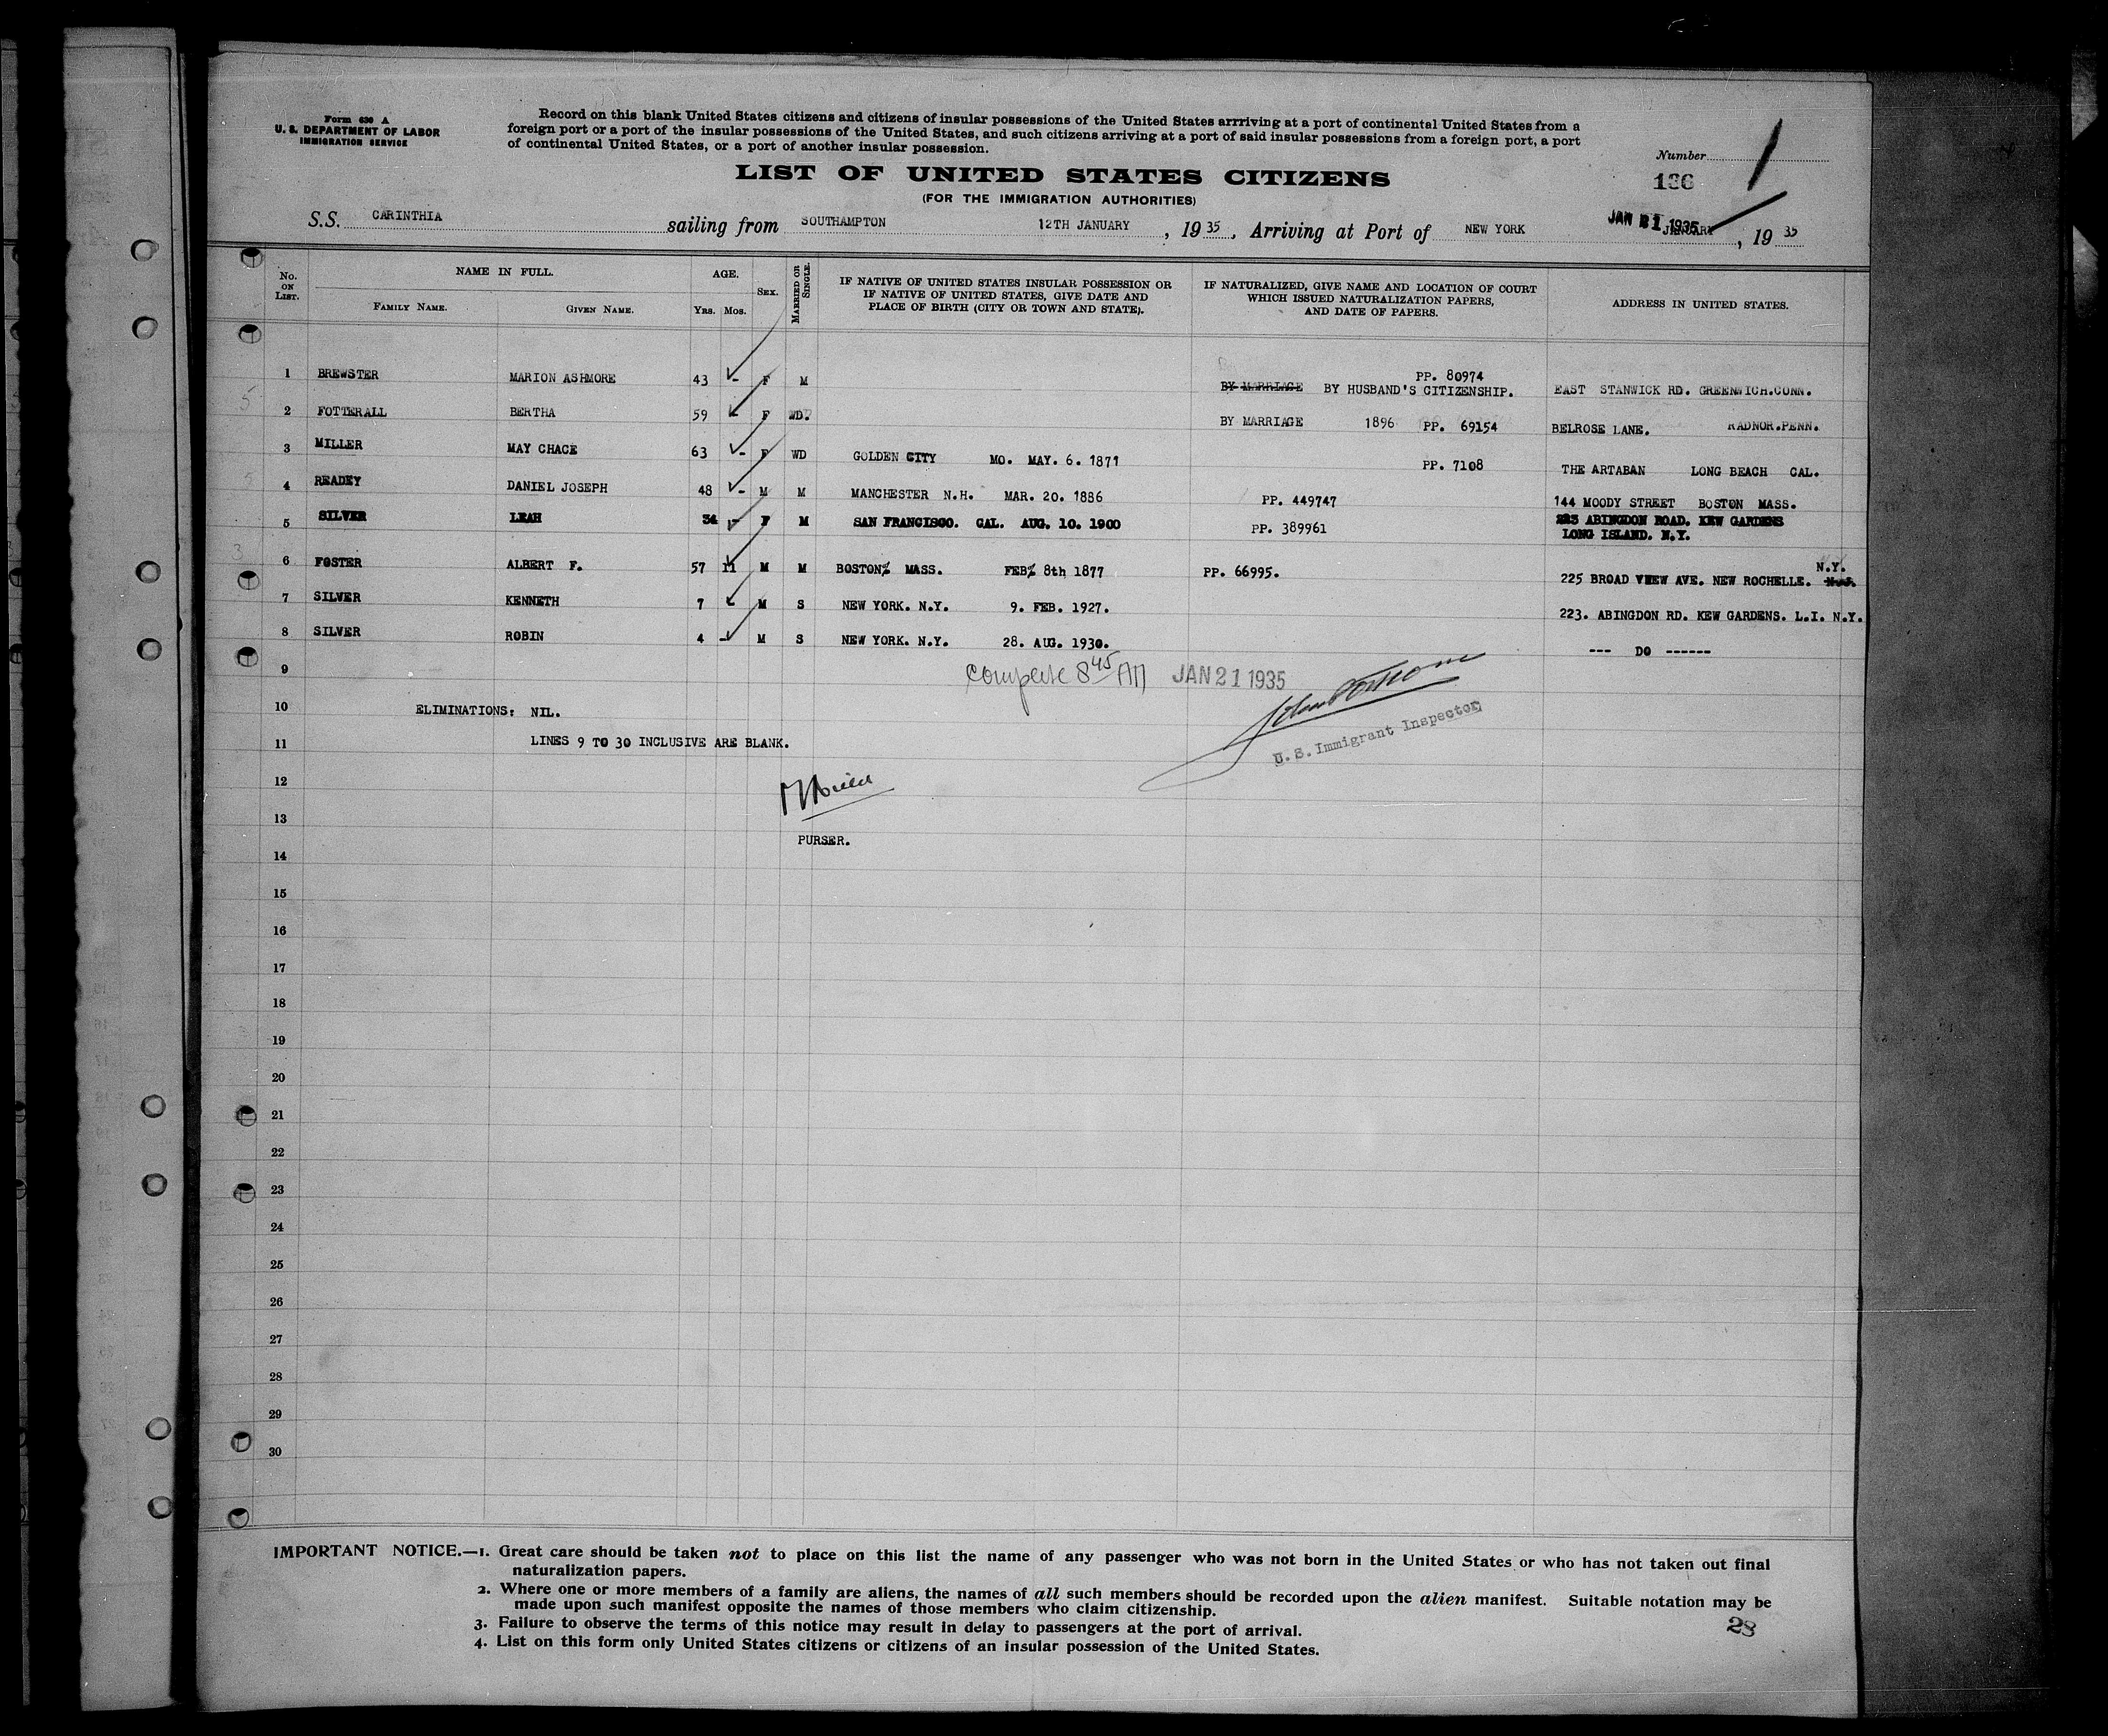 Form 630 A
U. S. DEPARTMENT OF LABOR
IMMIGRATION SERVICE
Record on this blank United States citizens and citizens of insular possessions of the United States arrriving at a port of continental United States from a
foreign port or a port of the insular possessions of the United States, and such citizens arriving at a port of said insular possessions from a foreign port, a port
of continental United States, or a port of another insular possession.
Number 1
136
LIST OF UNITED STATES CITIZENS
(FOR THE IMMIGRATION AUTHORITIES)
S.S. CARINTHIA sailing from SOUTHAMPTON 12TH JANUARY , 19 35 , Arriving at Port of NEW YORK JAN 21 1935 JANUARY , 19 35
No. ON LIST. NAME IN FULL. FAMILY NAME. GIVEN NAME. AGE. YRS. MOS. SEX. MARRIED OR SINGLE. IF NATIVE OF UNITED STATES INSULAR POSSESSION OR IF NATIVE OF UNITED STATES, GIVE DATE AND PLACE OF BIRTH (CITY OR TOWN AND STATE). IF NATURALIZED, GIVE NAME AND LOCATION OF COURT WHICH ISSUED NATURALIZATION PAPERS, AND DATE OF PAPERS. ADDRESS IN UNITED STATES.
1 BREWSTER MARION ASHMORE 43 - F M BY MARRIAGE BY HUSBAND'S CITIZENSHIP. PP. 80974 EAST STANWICK RD. GREENWICH.CONN.
2 FOTTERALL BERTHA 59 - F WD. BY MARRIAGE 1896 PP. 69154 BELROSE LANE. RADNOR.PENN.
3 MILLER MAY CHACE 63 - F WD GOLDEN CITY MO. MAY. 6. 1871 PP. 7108 THE ARTABAN LONG BEACH CAL.
4 READEY DANIEL JOSEPH 48 - M M MANCHESTER N.H. MAR. 20. 1886 PP. 449747 144 MOODY STREET BOSTON MASS.
5 SILVER LEAH 34 - F M SAN FRANCISCO. CAL. AUG. 10. 1900 PP. 389961 223 ABINGDON ROAD. KEW GARDENS
LONG ISLAND. N.Y.
6 FOSTER ALBERT F. 57 11 M M BOSTON% MASS. FEB% 8th 1877 PP. 66995. 225 BROAD VIEW AVE. NEW ROCHELLE. N.Y.
7 SILVER KENNETH 7 - M S NEW YORK. N.Y. 9. FEB. 1927. 223. ABINGDON RD. KEW GARDENS. L.I. N.Y.
8 SILVER ROBIN 4 - M S NEW YORK. N.Y. 28. AUG. 1930. --- DO ------
9 Complete 8 45 AM JAN 21 1935
10 ELIMINATIONS: NIL.
U. S. Immigrant Inspector
11 LINES 9 TO 30 INCLUSIVE ARE BLANK.
12
13
PURSER.
14
15
16
17
18
19
20
21
22
23
24
25
26
27
28
29
30
IMPORTANT NOTICE.—1. Great care should be taken not to place on this list the name of any passenger who was not born in the United States or who has not taken out final
naturalization papers.
2. Where one or more members of a family are aliens, the names of all such members should be recorded upon the alien manifest. Suitable notation may be
made upon such manifest opposite the names of those members who claim citizenship.
3. Failure to observe the terms of this notice may result in delay to passengers at the port of arrival.
4. List on this form only United States citizens or citizens of an insular possession of the United States.
28